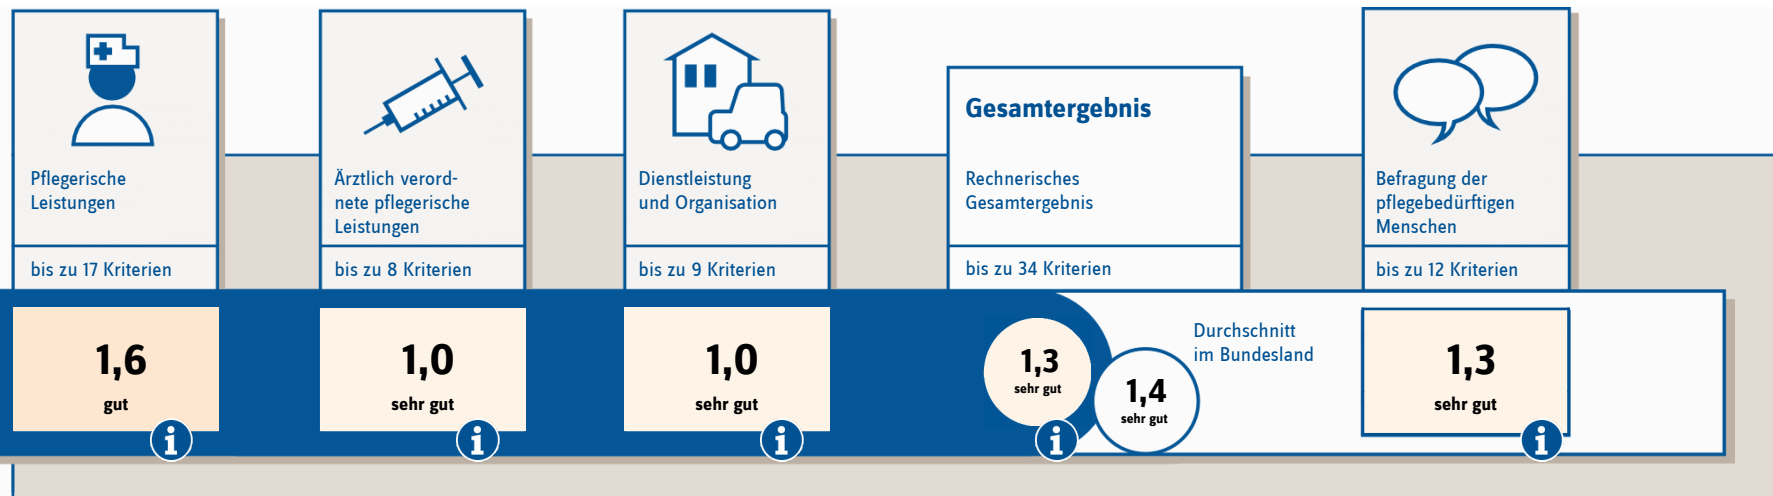 Pflegerische
Leistungen
bis zu 17 Kriterien
1,6
gut
i
Ärztlich verord-
nete pflegerische
Leistungen
bis zu 8 Kriterien
1,0
sehr gut
i
Dienstleistung
und Organisation
bis zu 9 Kriterien
1,0
sehr gut
i
Gesamtergebnis
Rechnerisches
Gesamtergebnis
bis zu 34 Kriterien
1,3
sehr gut
i
1,4
sehr gut
Durchschnitt
im Bundesland
Befragung der
pflegebedürftigen
Menschen
bis zu 12 Kriterien
1,3
sehr gut
i